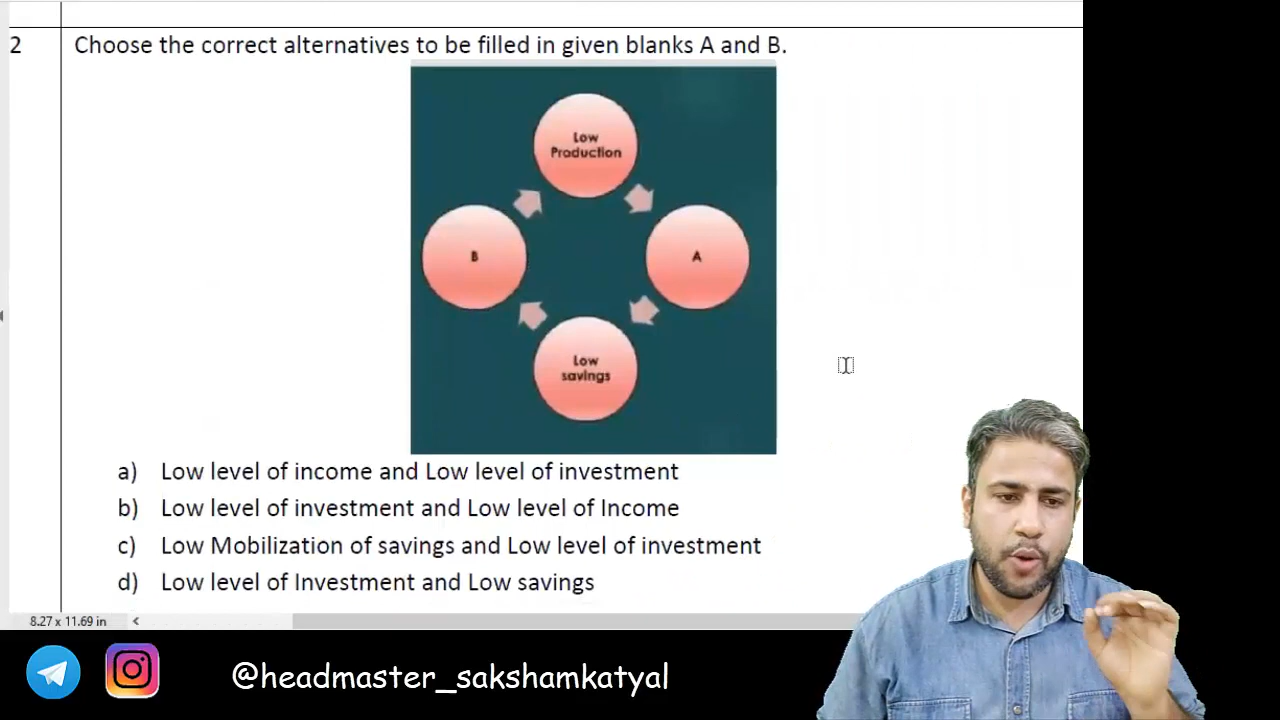 2 Choose the correct alternatives to be filled in given blanks A and B.
Low
Production
B
A
Low
savings
a) Low level of income and Low level of investment
b) Low level of investment and Low level of Income
c) Low Mobilization of savings and Low level of investment
d) Low level of Investment and Low savings
8.27 x 11.69 in
@headmaster_sakshamkatyal